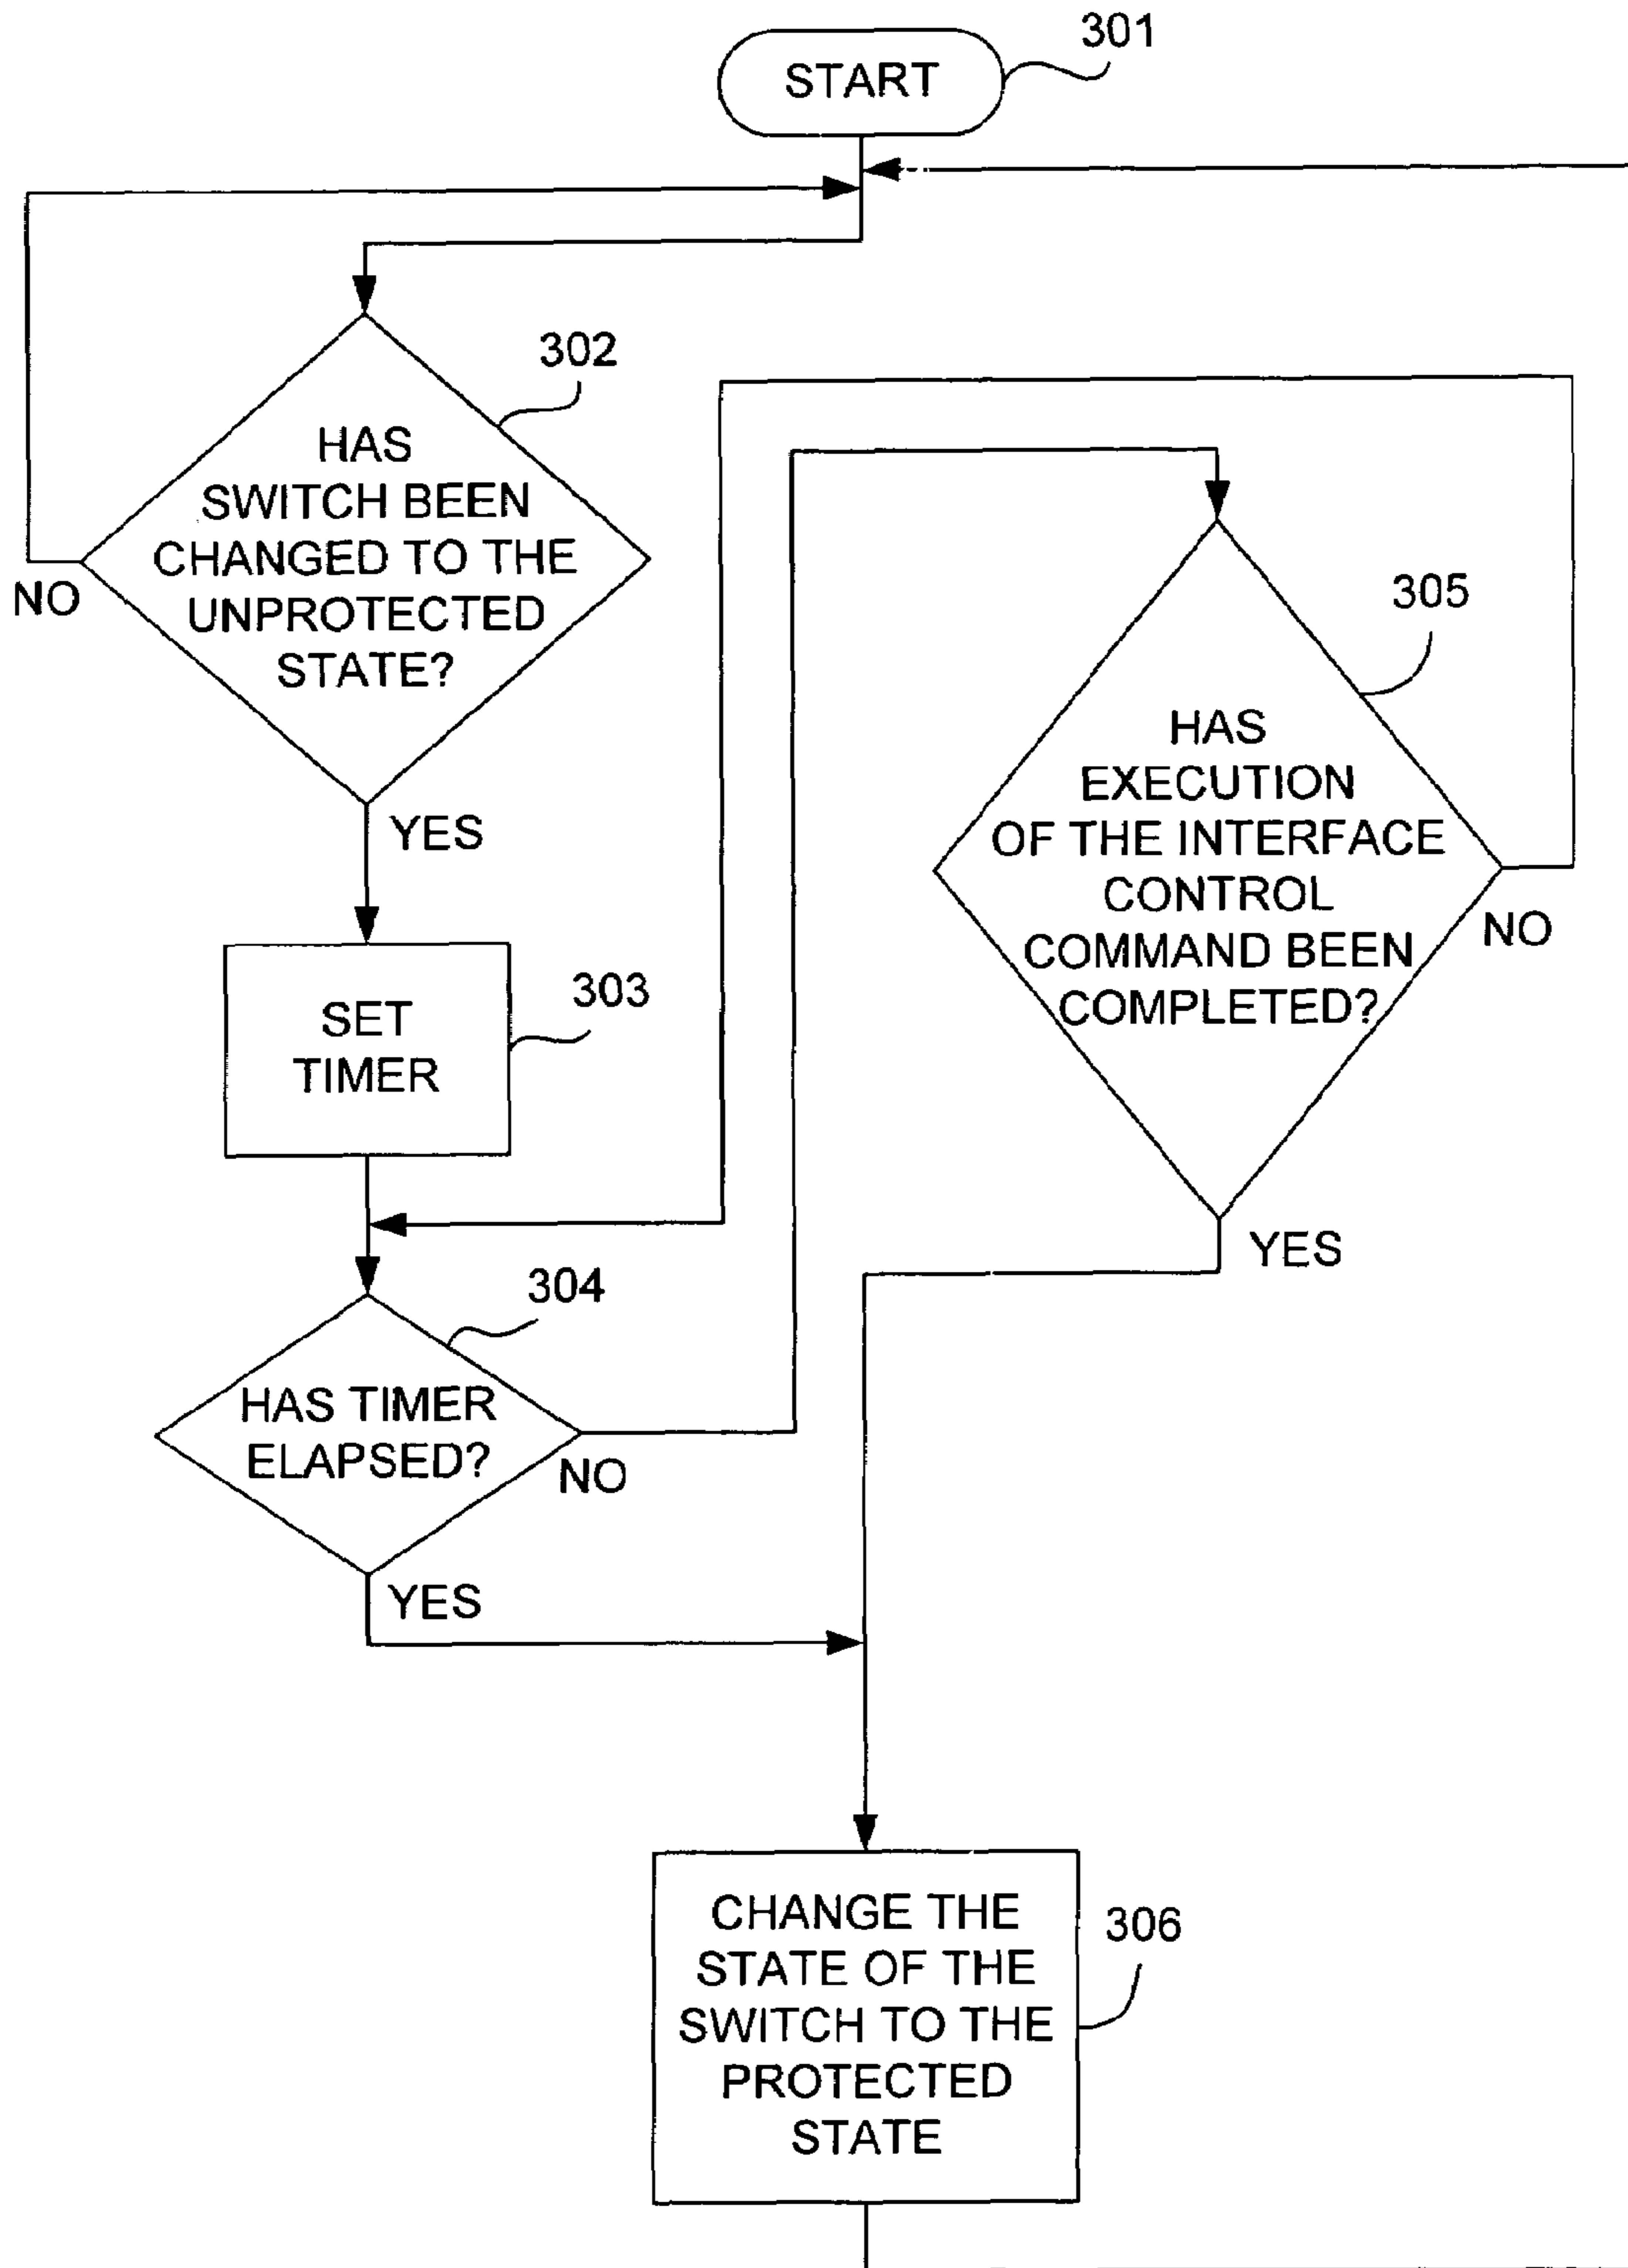 301
START
302
HAS
SWITCH BEEN
CHANGED TO THE
UNPROTECTED
STATE?
NO
YES
303
SET
TIMER
304
HAS TIMER
ELAPSED?
NO
YES
305
HAS
EXECUTION
OF THE INTERFACE
CONTROL
COMMAND BEEN
COMPLETED?
NO
YES
306
CHANGE THE
STATE OF THE
SWITCH TO THE
PROTECTED
STATE